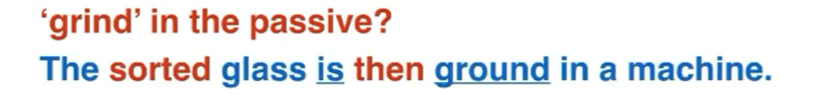 ‘grind’ in the passive?
The sorted glass is then ground in a machine.